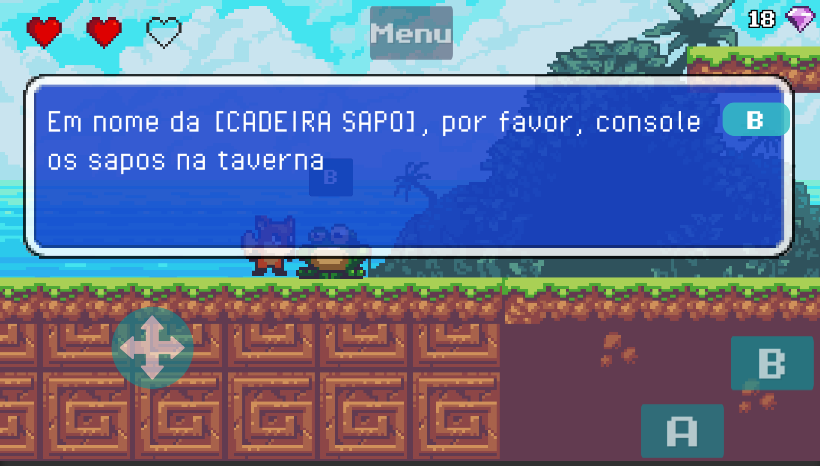 18
Menu
Em nome da [CADEIRA SAPO], por favor, console
B
os sapos na taverna
B
B
A